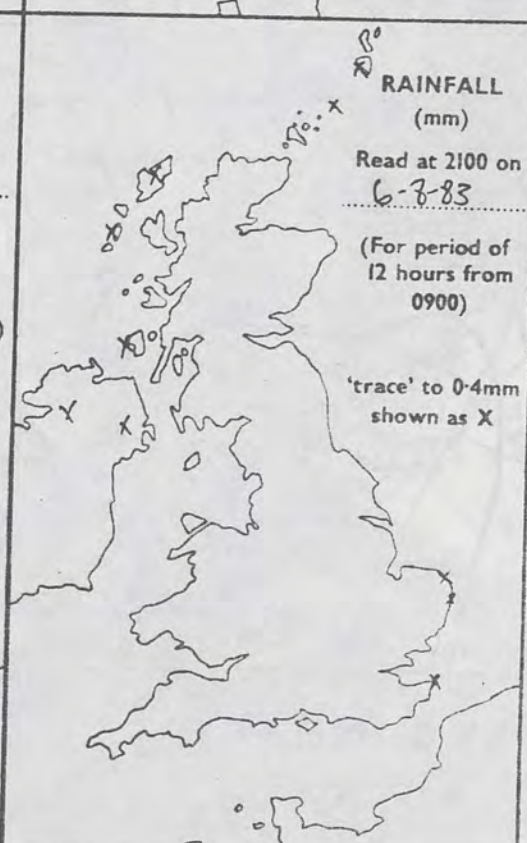 RAINFALL
(mm)
Read at 2100 on
6-8-83
(For period of
12 hours from
0900)
'trace' to 0·4mm
shown as X
X
X
X
X
X
X
X
X
X
X